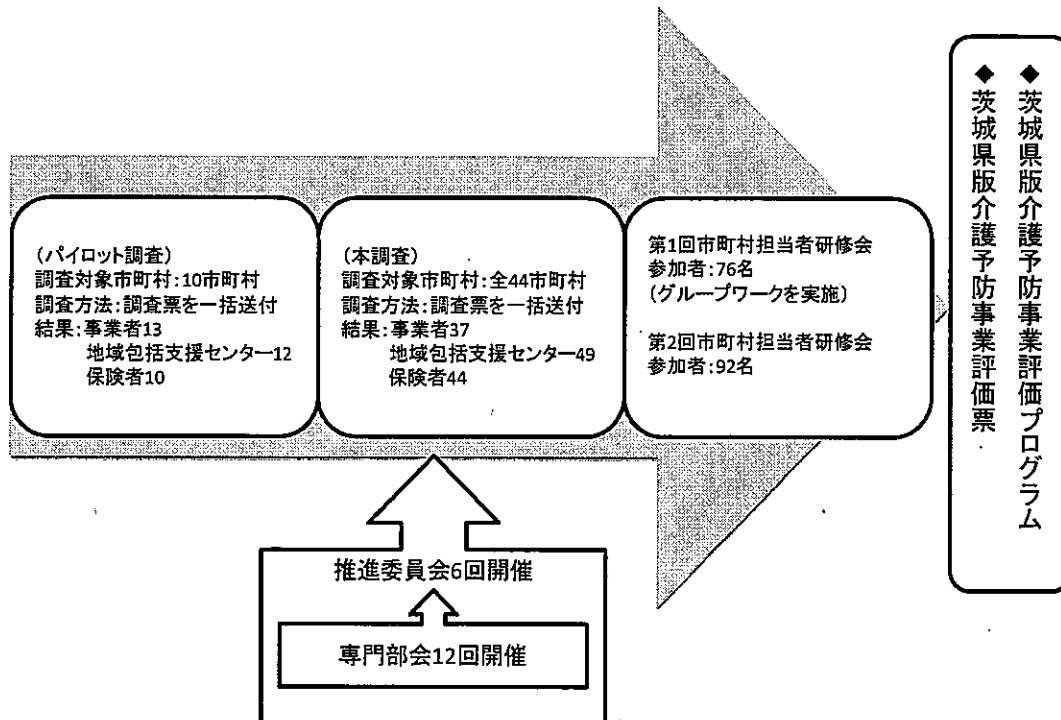 (パイロット調査)
調査対象市町村:10市町村
調査方法:調査票を一括送付
結果:事業者13
地域包括支援センター12
保険者10
(本調査)
調査対象市町村:全44市町村
調査方法:調査票を一括送付
結果:事業者37
地域包括支援センター49
保険者44
第1回市町村担当者研修会
参加者:76名
(グループワークを実施)
第2回市町村担当者研修会
参加者:92名
◆茨城県版介護予防事業評価プログラム
◆茨城県版介護予防事業評価票
推進委員会6回開催
専門部会12回開催